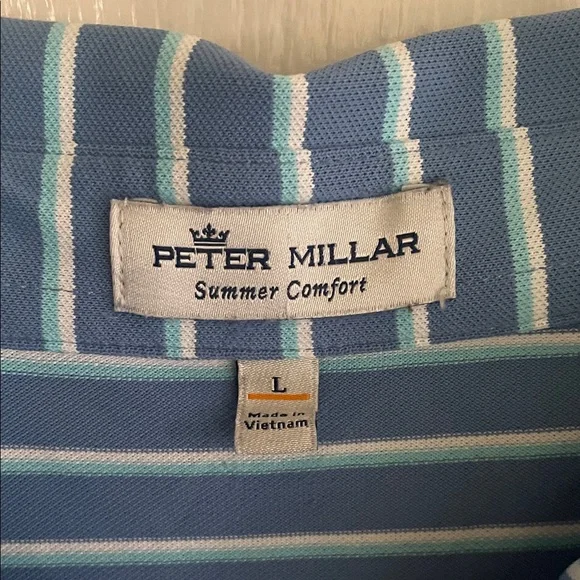 PETER MILLAR
Summer Comfort
L
Made in
Vietnam